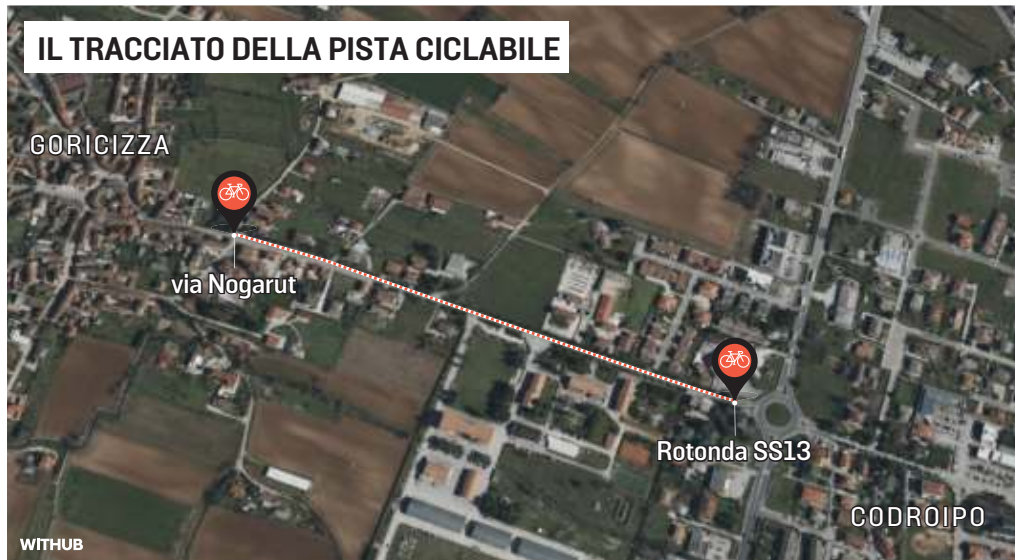 IL TRACCIATO DELLA PISTA CICLABILE
GORICIZZA
via Nogarut
Rotonda SS13
CODROIPO
WITHUB